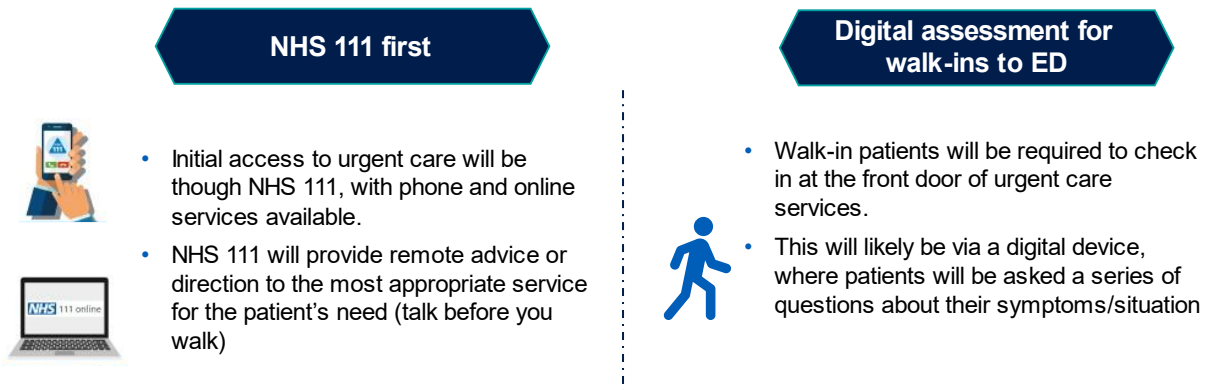 NHS 111 first
111
NHS 111 online
• Initial access to urgent care will be
though NHS 111, with phone and online
services available.
• NHS 111 will provide remote advice or
direction to the most appropriate service
for the patient’s need (talk before you
walk)
Digital assessment for
walk-ins to ED
• Walk-in patients will be required to check
in at the front door of urgent care
services.
• This will likely be via a digital device,
where patients will be asked a series of
questions about their symptoms/situation